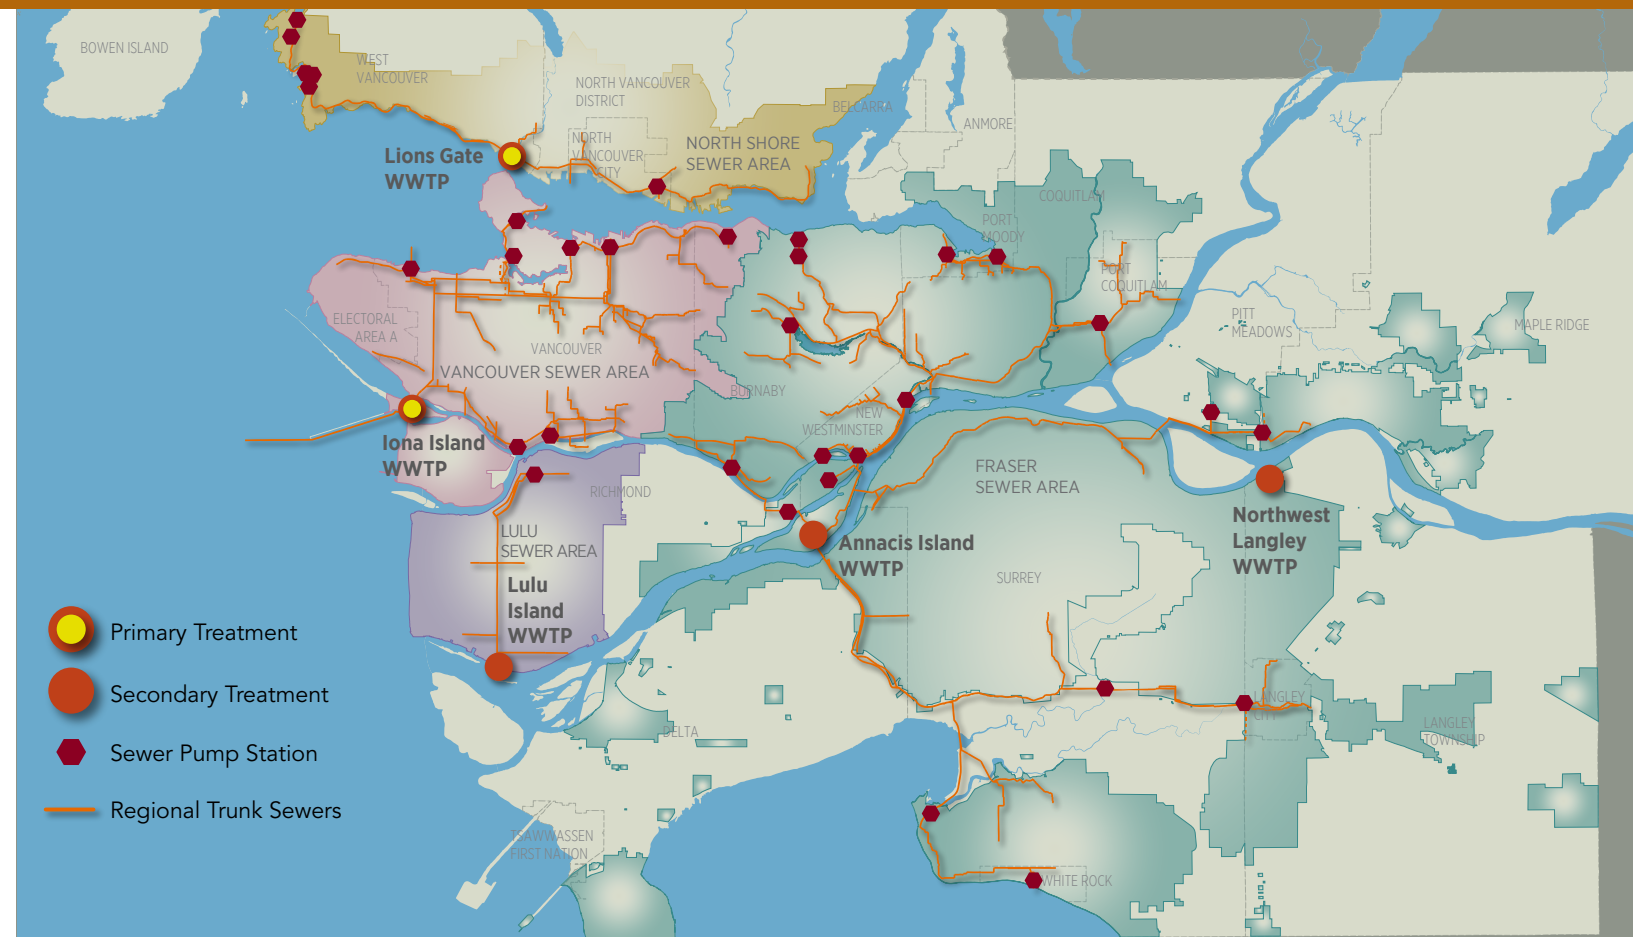 BOWEN ISLAND
WEST
VANCOUVER
NORTH VANCOUVER
DISTRICT
BELCARRA
ANMORE
NORTH
VANCOUVER
CITY
NORTH SHORE
SEWER AREA
Lions Gate
WWTP
COQUITLAM
PORT
MOODY
PORT
COQUITLAM
ELECTORAL
AREA A
VANCOUVER
VANCOUVER SEWER AREA
PITT
MEADOWS
MAPLE RIDGE
BURNABY
NEW
WESTMINSTER
Iona Island
WWTP
RICHMOND
FRASER
SEWER AREA
LULU
SEWER AREA
Annacis Island
WWTP
Northwest
Langley
WWTP
SURREY
Lulu
Island
WWTP
Primary Treatment
Secondary Treatment
Sewer Pump Station
Regional Trunk Sewers
DELTA
LANGLEY
CITY
LANGLEY
TOWNSHIP
TSAWWASSEN
FIRST NATION
WHITE ROCK